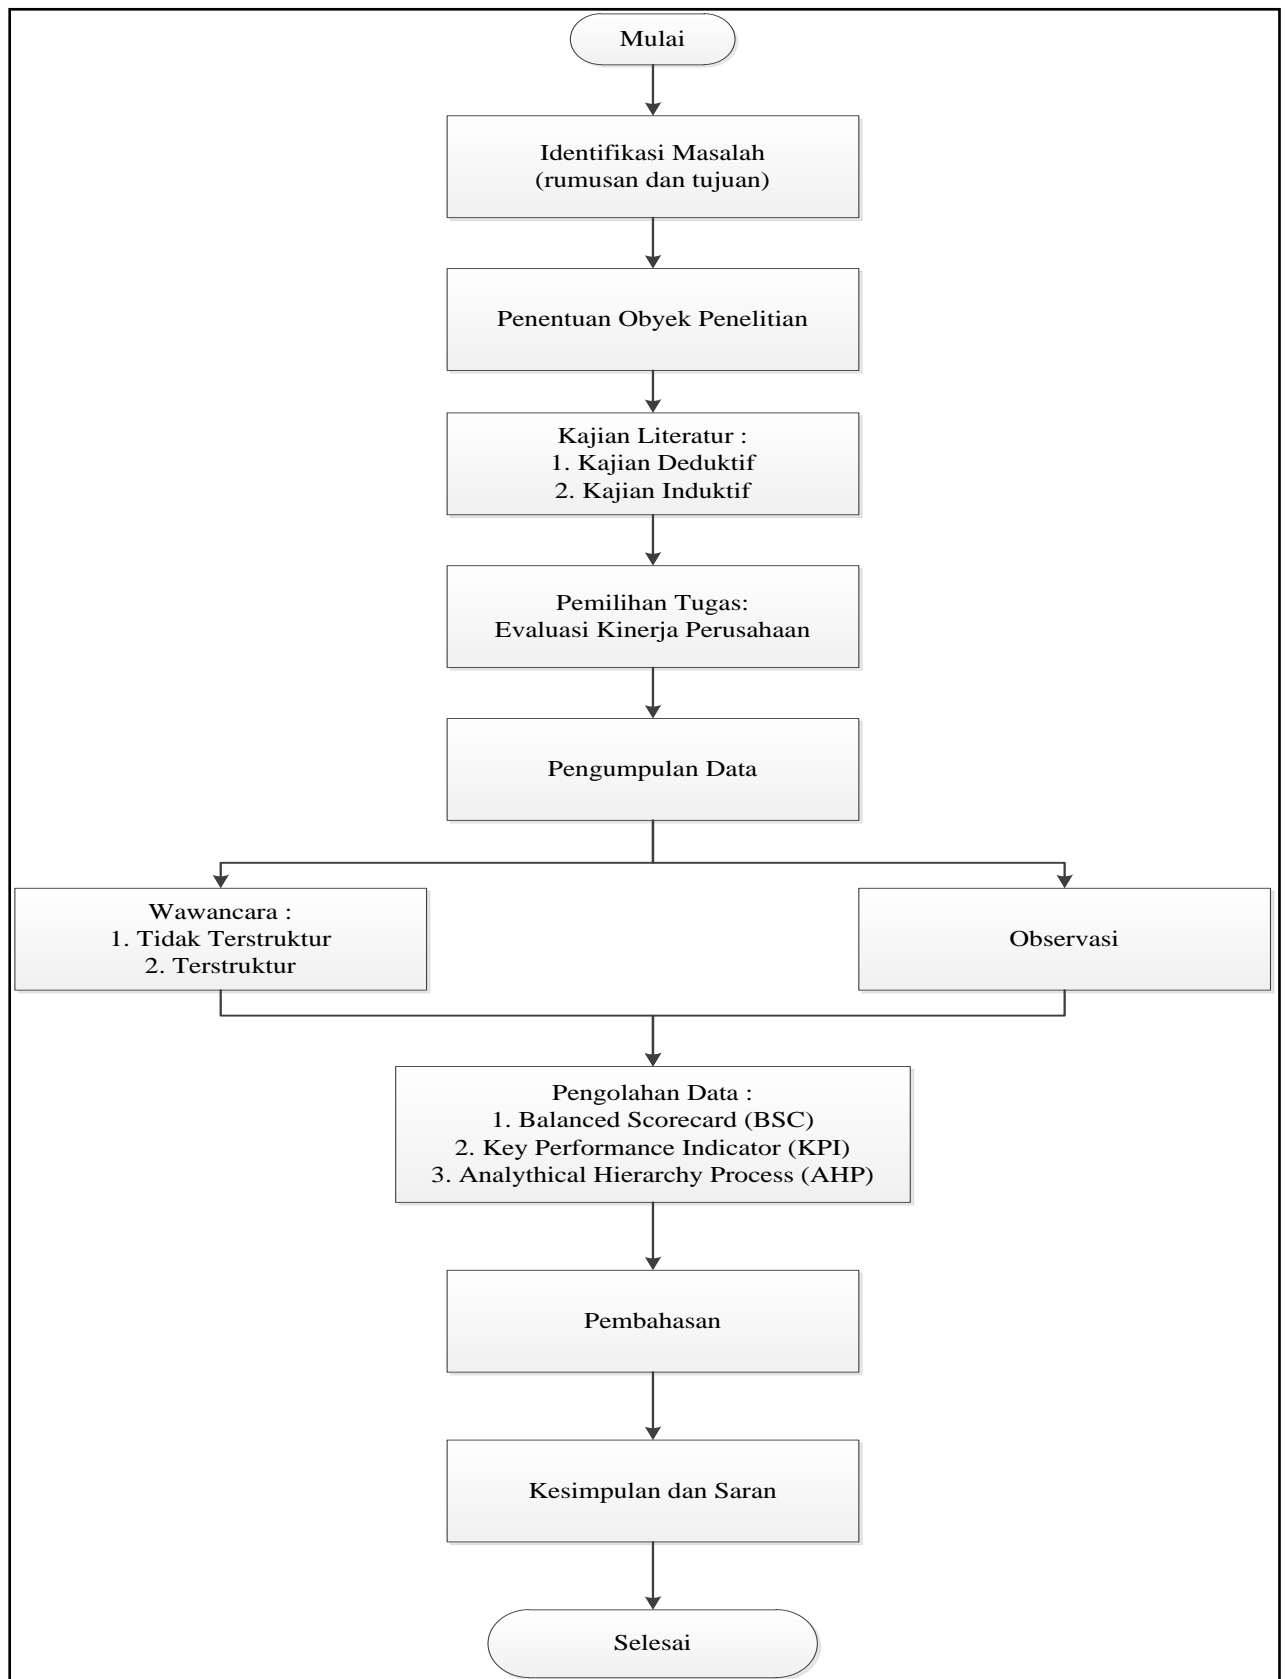 Mulai
Identifikasi Masalah
(rumusan dan tujuan)
Penentuan Obyek Penelitian
Kajian Literatur :
1. Kajian Deduktif
2. Kajian Induktif
Pemilihan Tugas:
Evaluasi Kinerja Perusahaan
Pengumpulan Data
Wawancara :
1. Tidak Terstruktur
2. Terstruktur
Observasi
Pengolahan Data :
1. Balanced Scorecard (BSC)
2. Key Performance Indicator (KPI)
3. Analythical Hierarchy Process (AHP)
Pembahasan
Kesimpulan dan Saran
Selesai